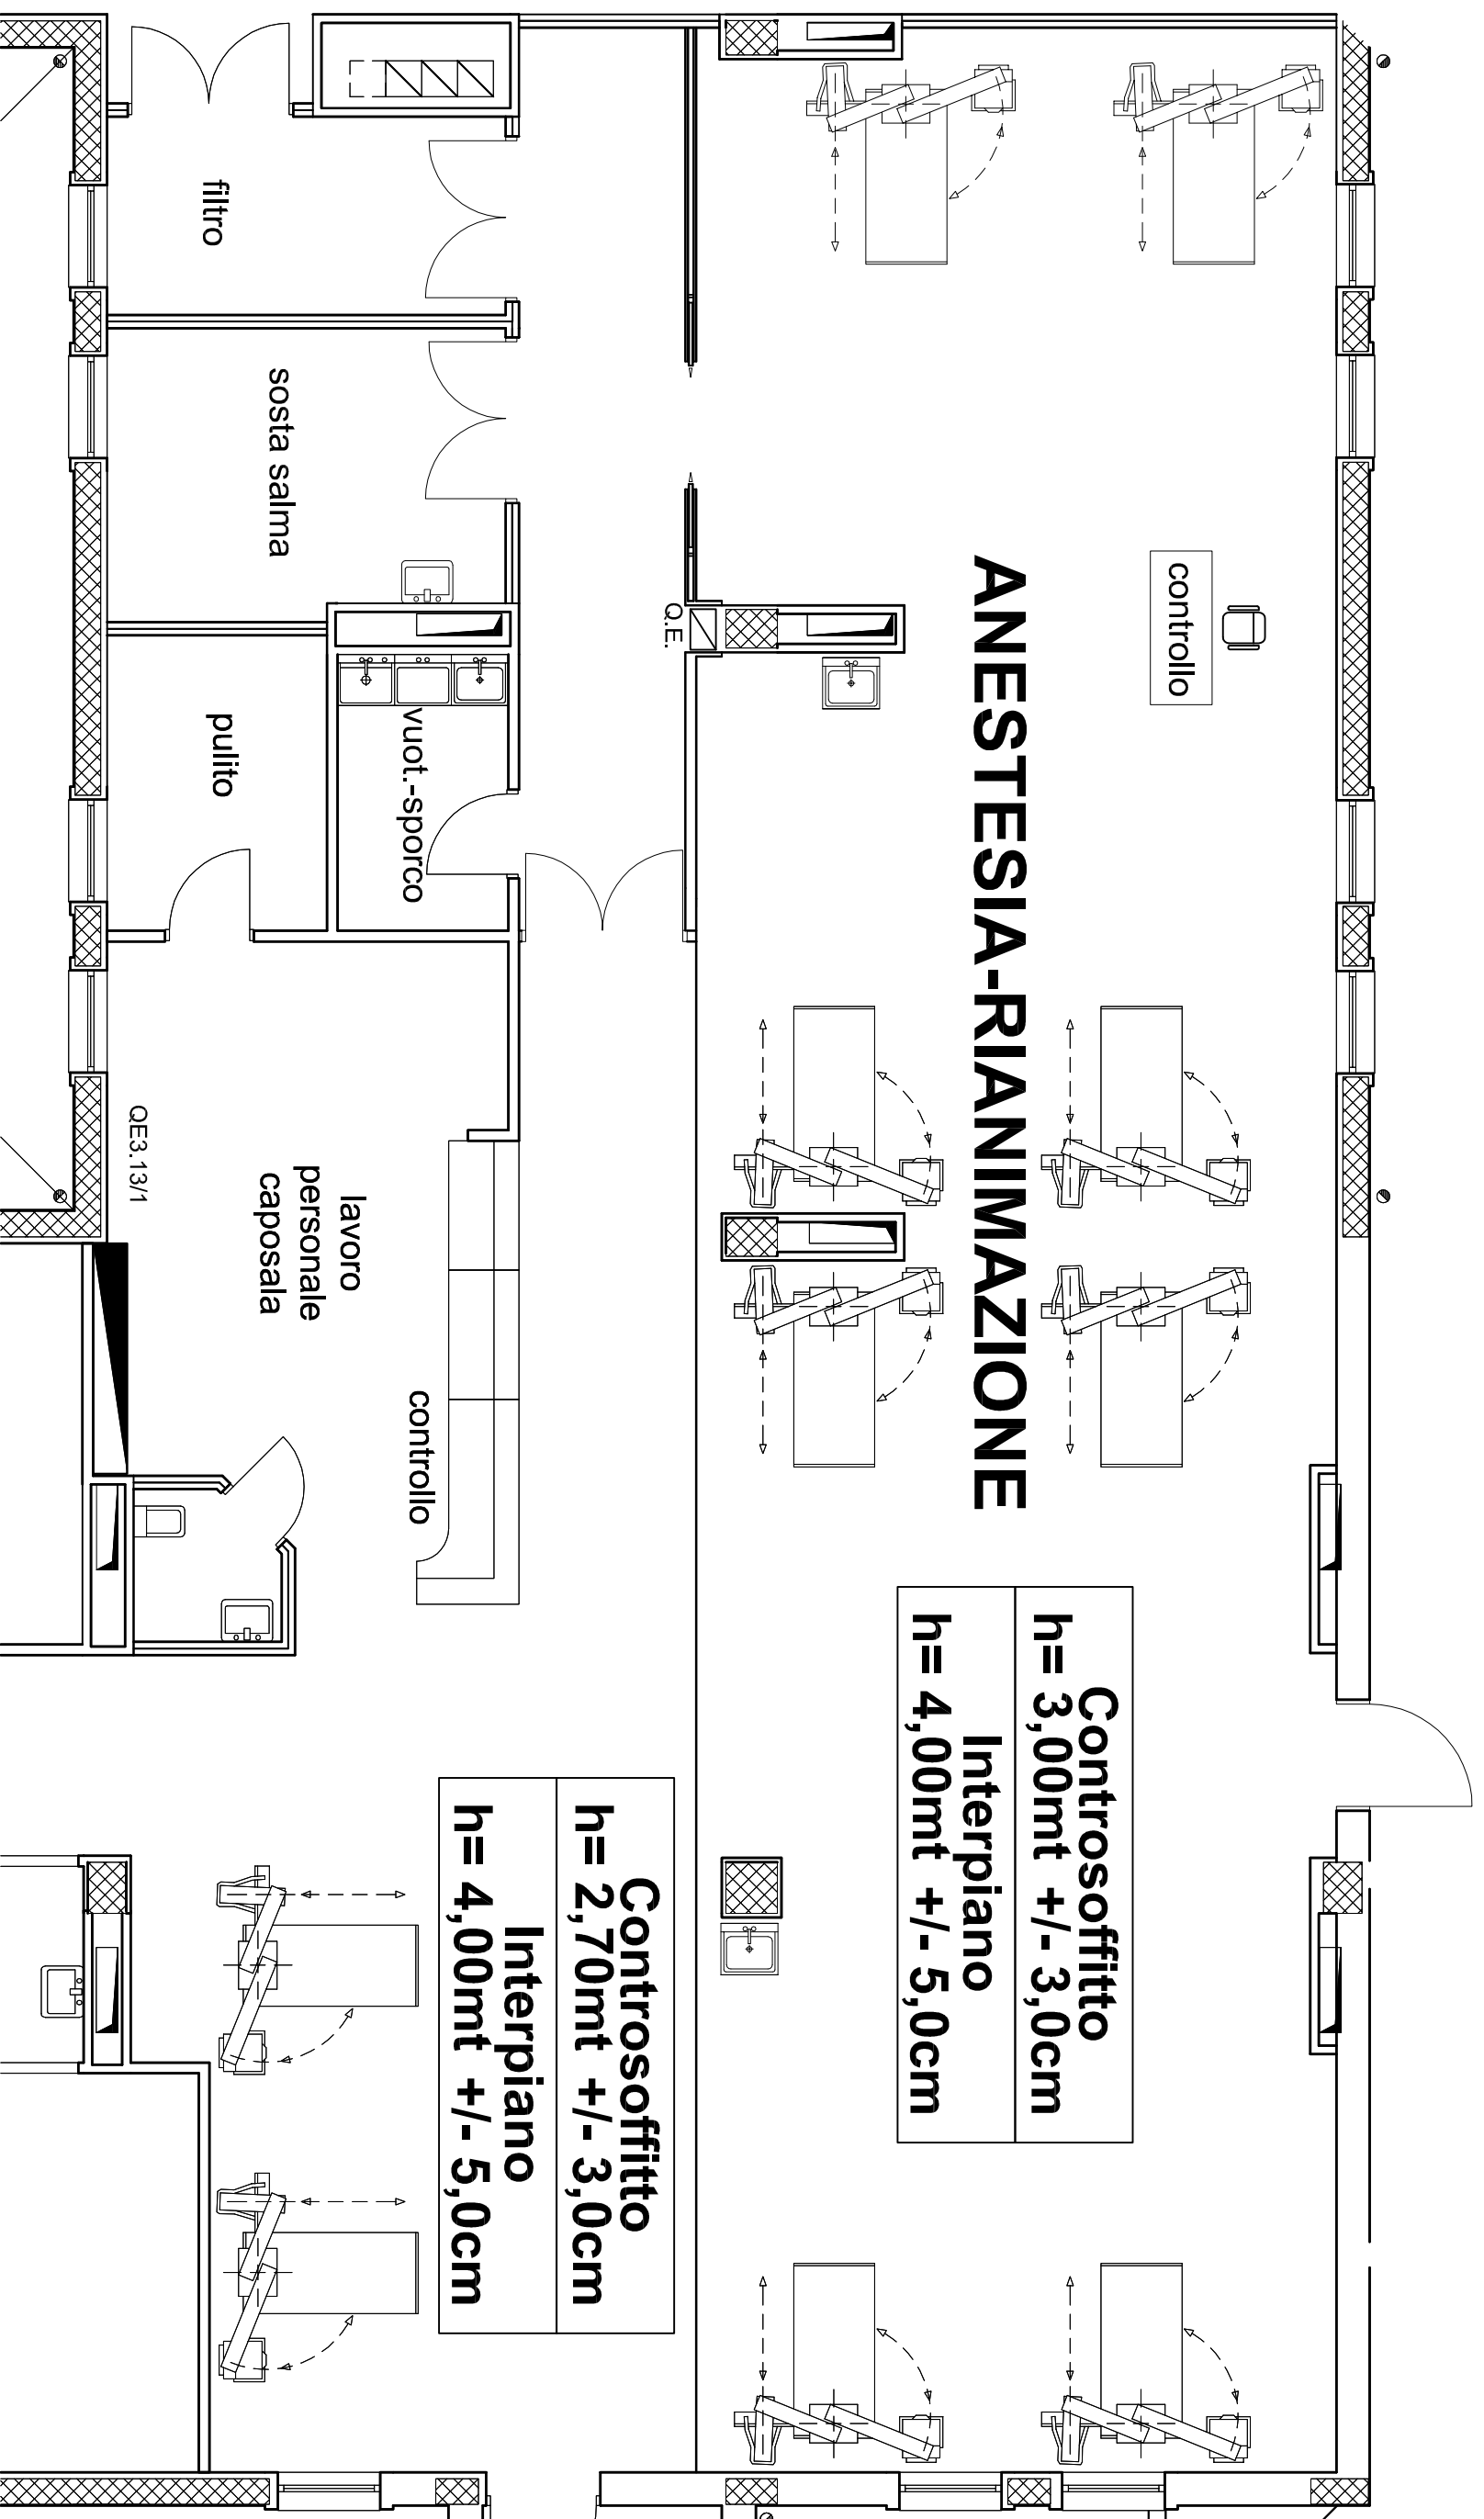 filtro
sosta salma
Q.E.
controllo
ANESTESIA-RIANIMAZIONE
vuot.-sporco
pulito
QE3.13/1
lavoro
personale
caposala
controllo
Controsoffitto
h= 3,00mt +/- 3,0cm
Interpiano
h= 4,00mt +/- 5,0cm
Controsoffitto
h= 2,70mt +/- 3,0cm
Interpiano
h= 4,00mt +/- 5,0cm